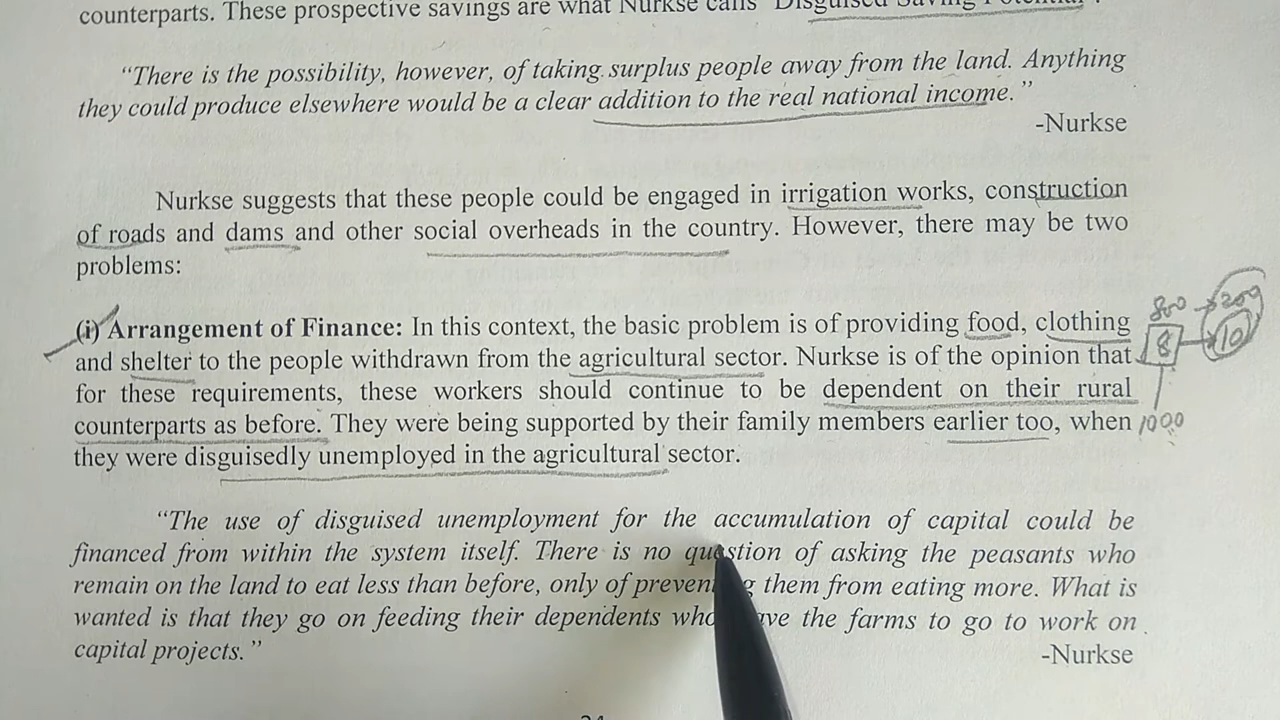 counterparts. These prospective savings are what Nurkse calls "Disguised Saving Potential".
"There is the possibility, however, of taking surplus people away from the land. Anything
they could produce elsewhere would be a clear addition to the real national income."
-Nurkse
Nurkse suggests that these people could be engaged in irrigation works, construction
of roads and dams and other social overheads in the country. However, there may be two
problems:
(i) Arrangement of Finance: In this context, the basic problem is of providing food, clothing
and shelter to the people withdrawn from the agricultural sector. Nurkse is of the opinion that
for these requirements, these workers should continue to be dependent on their rural
counterparts as before. They were being supported by their family members earlier too, when
they were disguisedly unemployed in the agricultural sector.
800 200
8 10
1000
"The use of disguised unemployment for the accumulation of capital could be
financed from within the system itself. There is no question of asking the peasants who
remain on the land to eat less than before, only of preventing them from eating more. What is
wanted is that they go on feeding their dependents who leave the farms to go to work on
capital projects."
-Nurkse